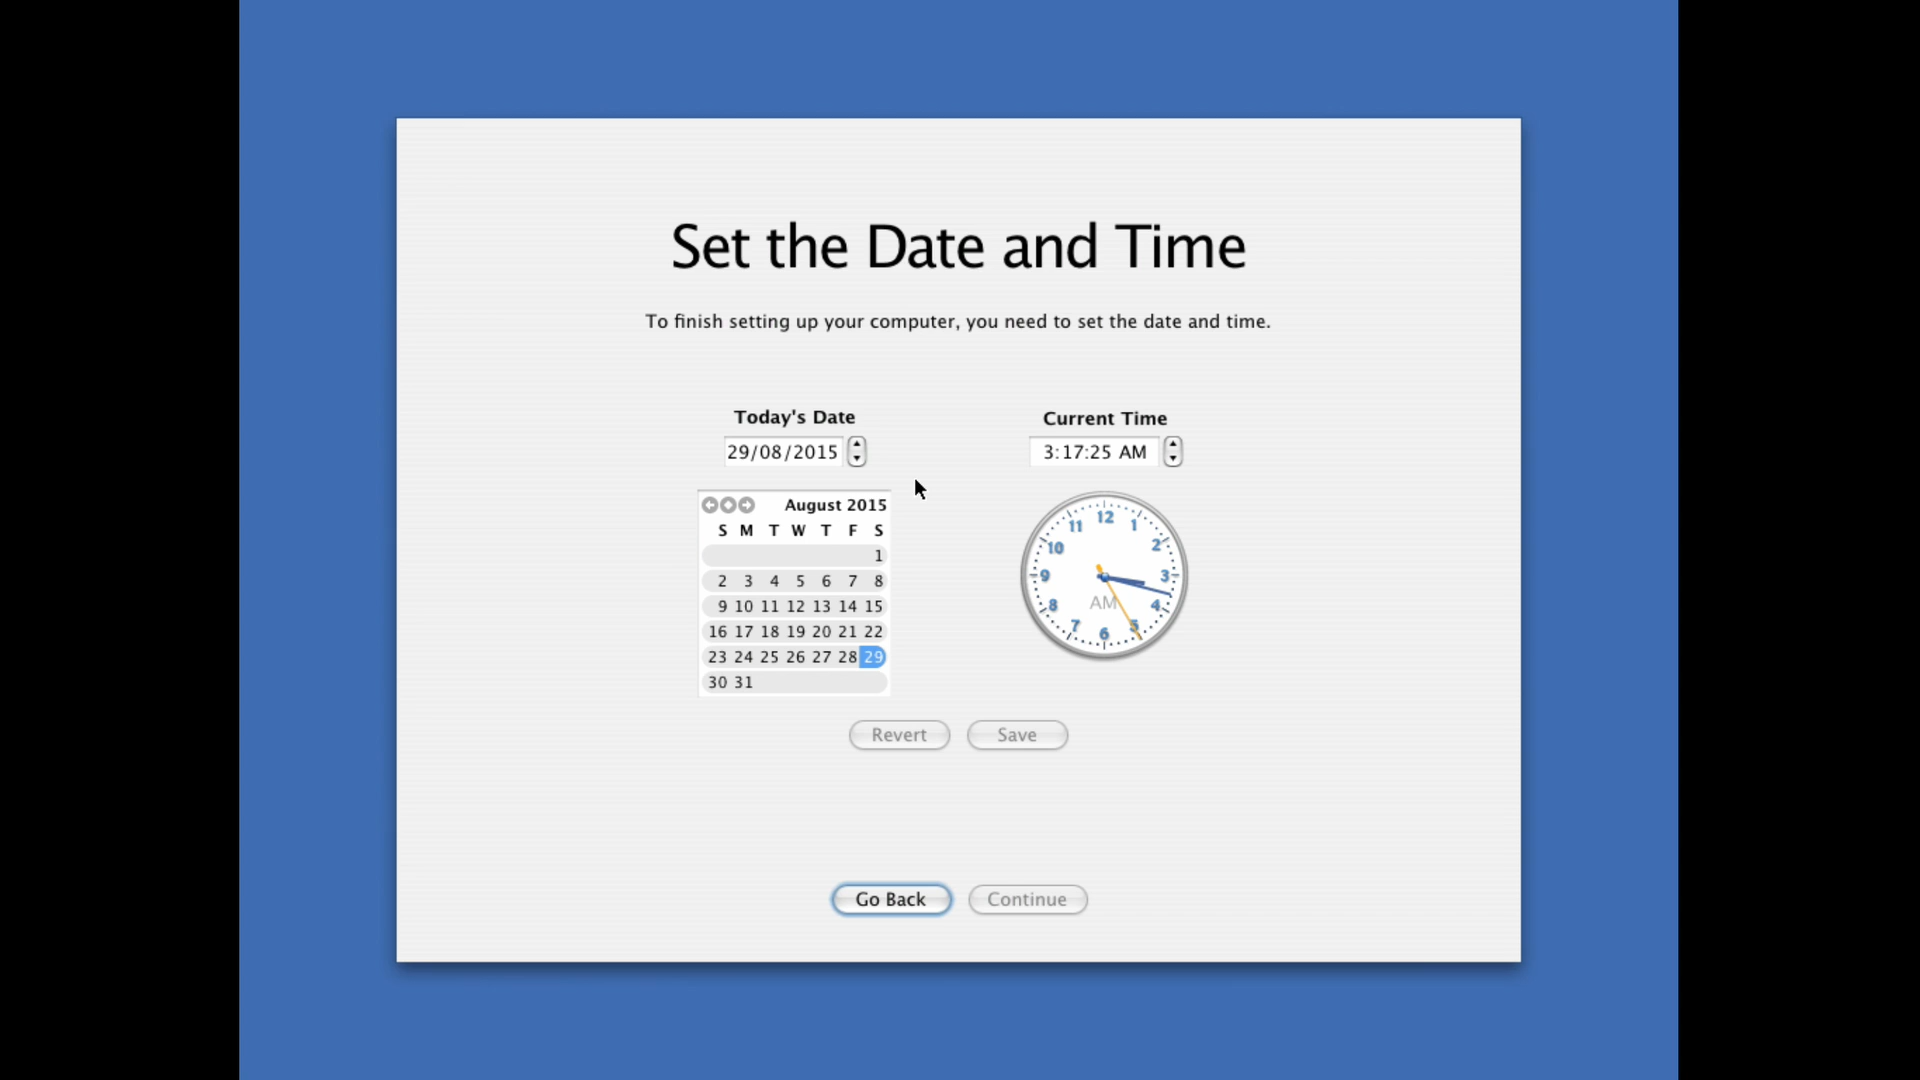 Set the Date and Time
To finish setting up your computer, you need to set the date and time.
Today's Date
29/08/2015
Current Time
3:17:25 AM
August 2015
S M T W T F S
1
2 3 4 5 6 7 8
9 10 11 12 13 14 15
16 17 18 19 20 21 22
23 24 25 26 27 28 29
30 31
12
11 1
10 2
9 3
AM
8 4
7 5
6
Revert Save
Go Back Continue